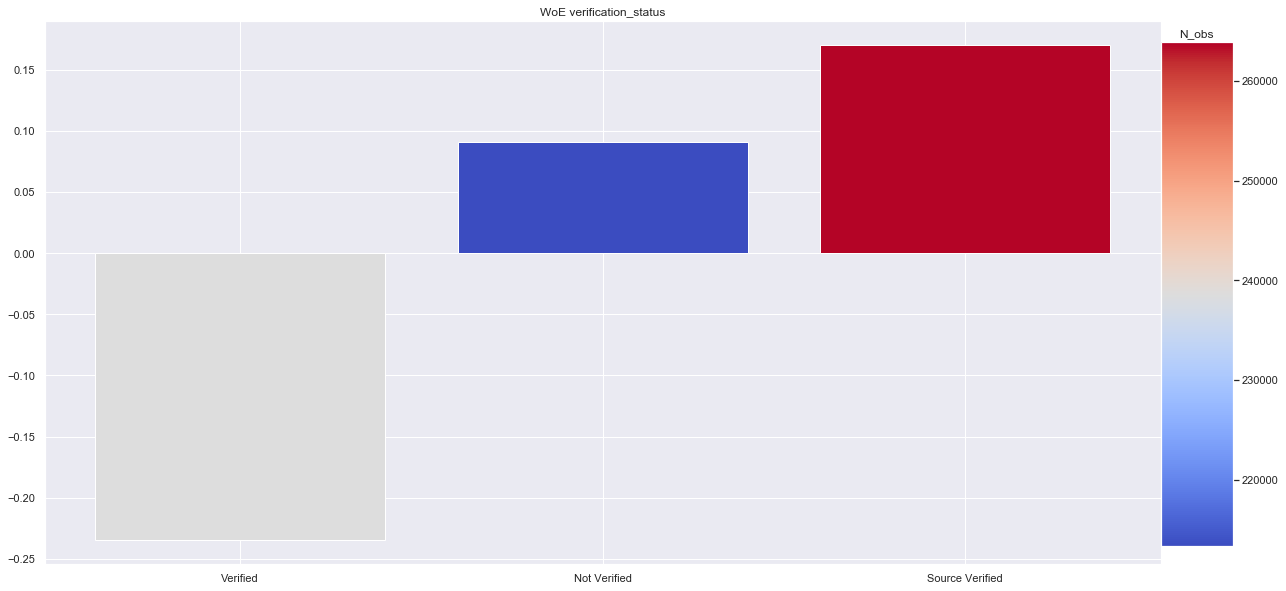 WoE verification_status
N_obs
0.15
0.10
0.05
0.00
−0.05
−0.10
−0.15
−0.20
−0.25
Verified
Not Verified
Source Verified
260000
250000
240000
230000
220000